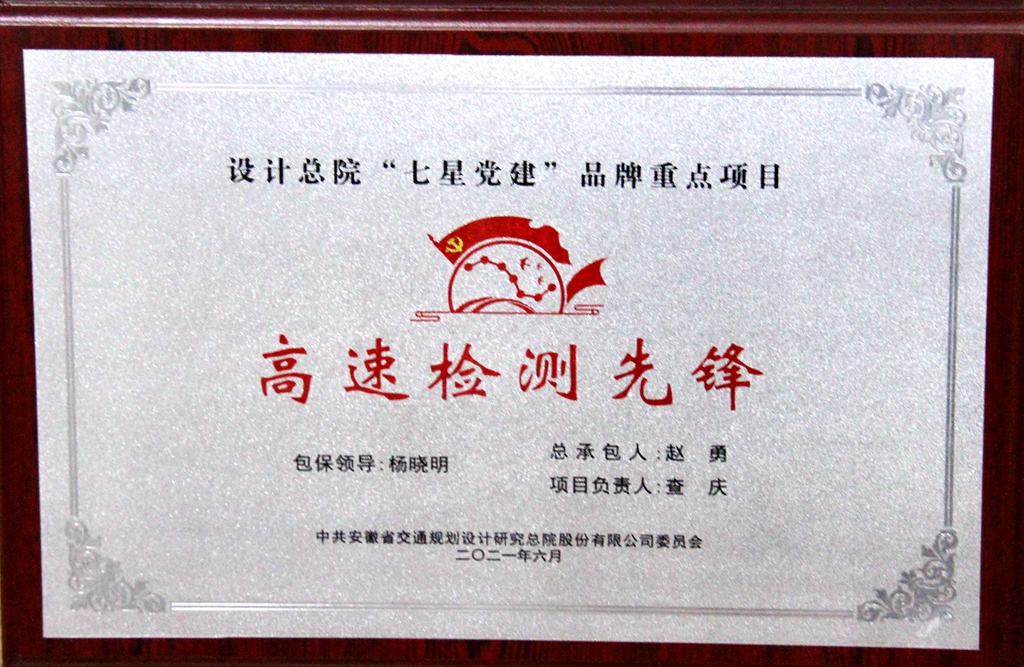 设计总院“七星党建”品牌重点项目
高速检测先锋
包保领导:杨晓明
总承包人:赵 勇
项目负责人:查 庆
中共安徽省交通规划设计研究总院股份有限公司委员会
二〇二一年六月